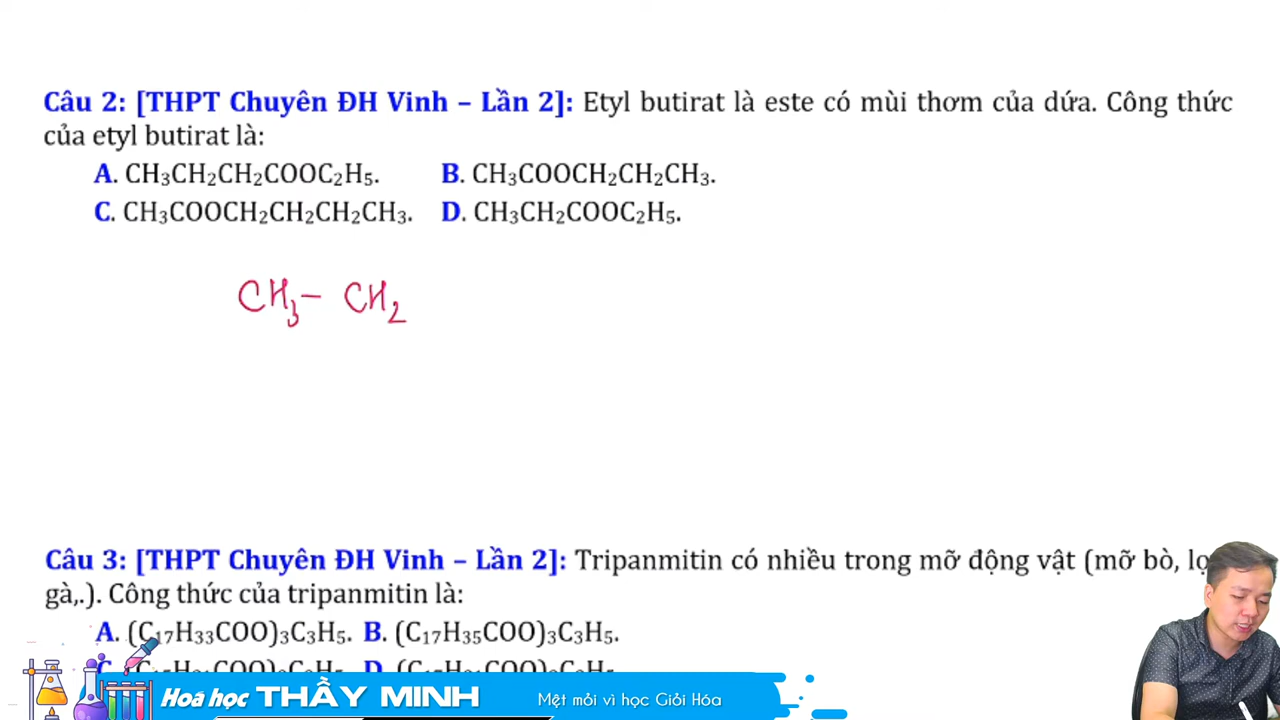 Câu 2: [THPT Chuyên ĐH Vinh – Lần 2]: Etyl butirat là este có mùi thơm của dứa. Công thức
của etyl butirat là:
A. CH₃CH₂CH₂COOC₂H₅. B. CH₃COOCH₂CH₂CH₃.
C. CH₃COOCH₂CH₂CH₂CH₃. D. CH₃CH₂COOC₂H₅.
CH₃ – CH₂
Câu 3: [THPT Chuyên ĐH Vinh – Lần 2]: Tripanmitin có nhiều trong mỡ động vật (mỡ bò,
gà,.). Công thức của tripanmitin là:
A. (C₁₇H₃₃COO)₃C₃H₅. B. (C₁₇H₃₅COO)₃C₃H₅.
Hoá học THẦY MINH Mệt mỏi vì học Giỏi Hóa